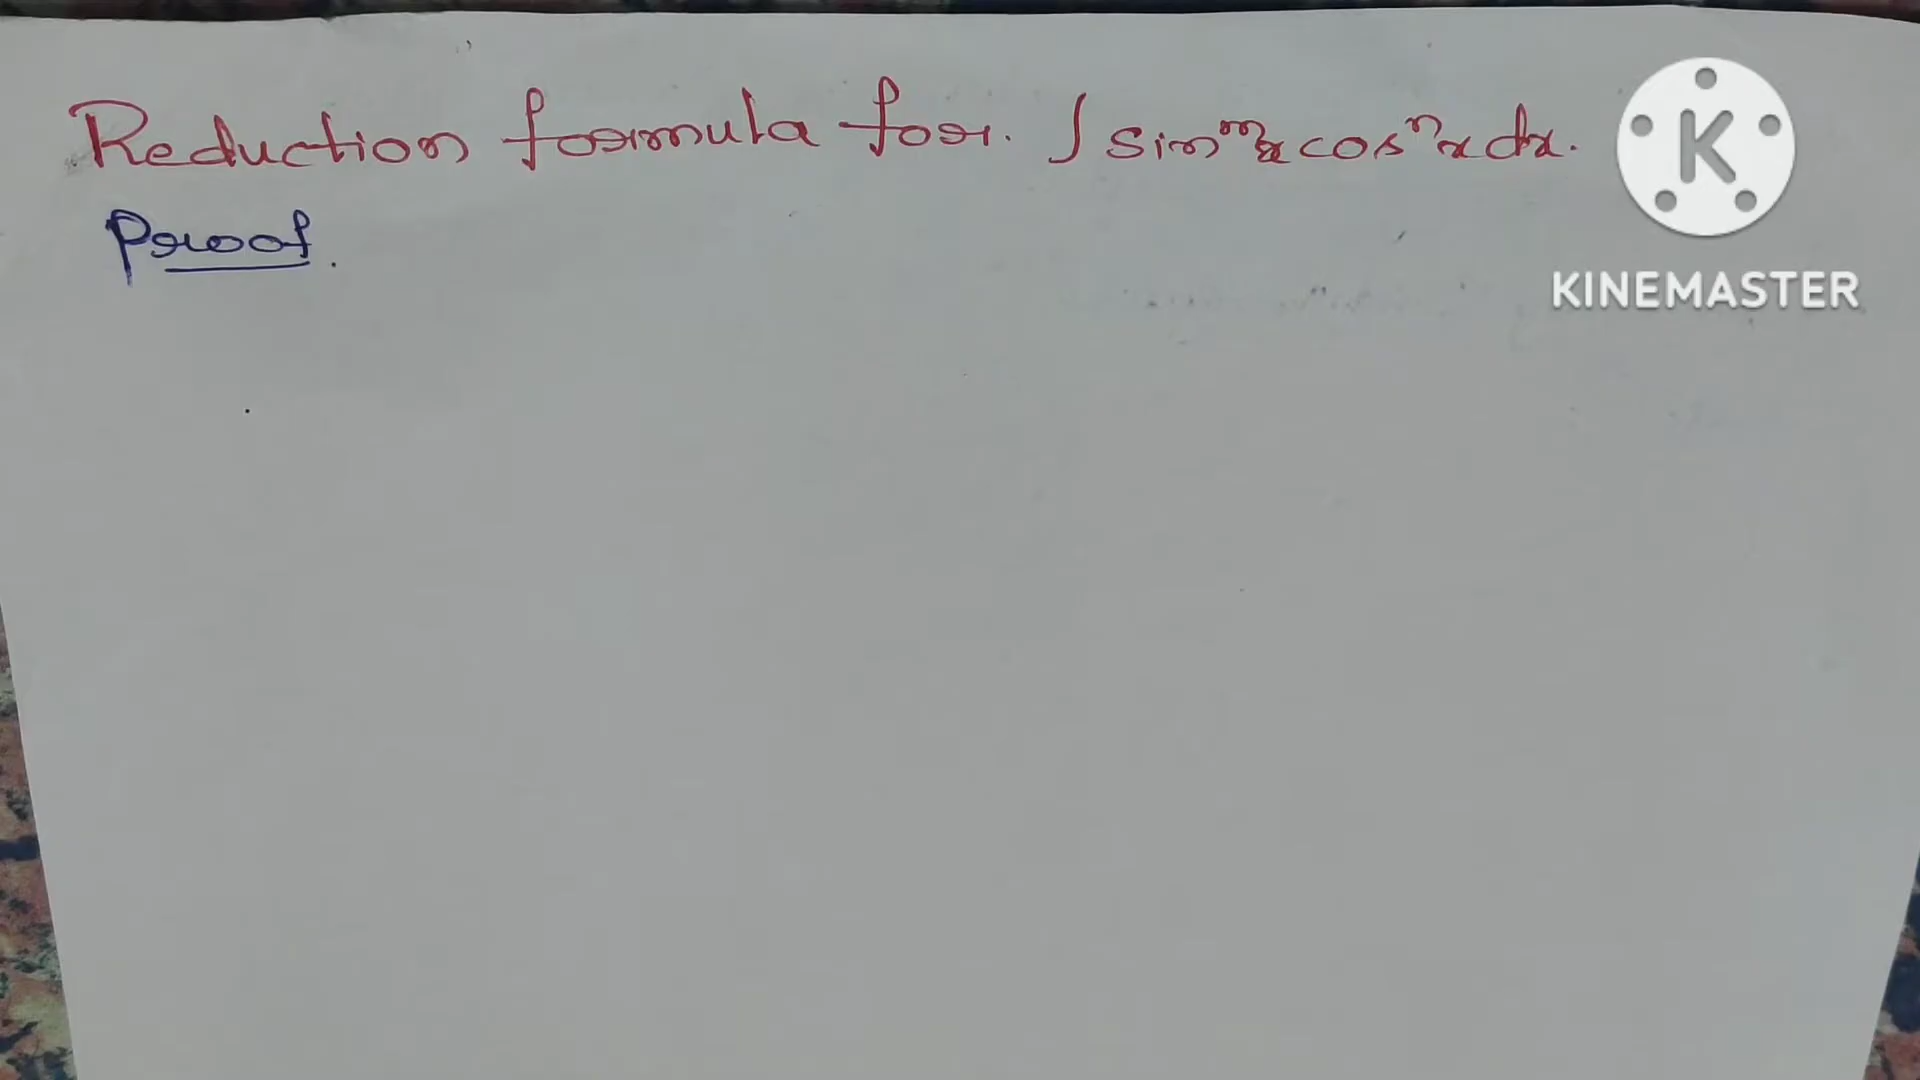 Reduction formula for. ∫ sinᵐx cosⁿx dx.
Proof.
K
KINEMASTER